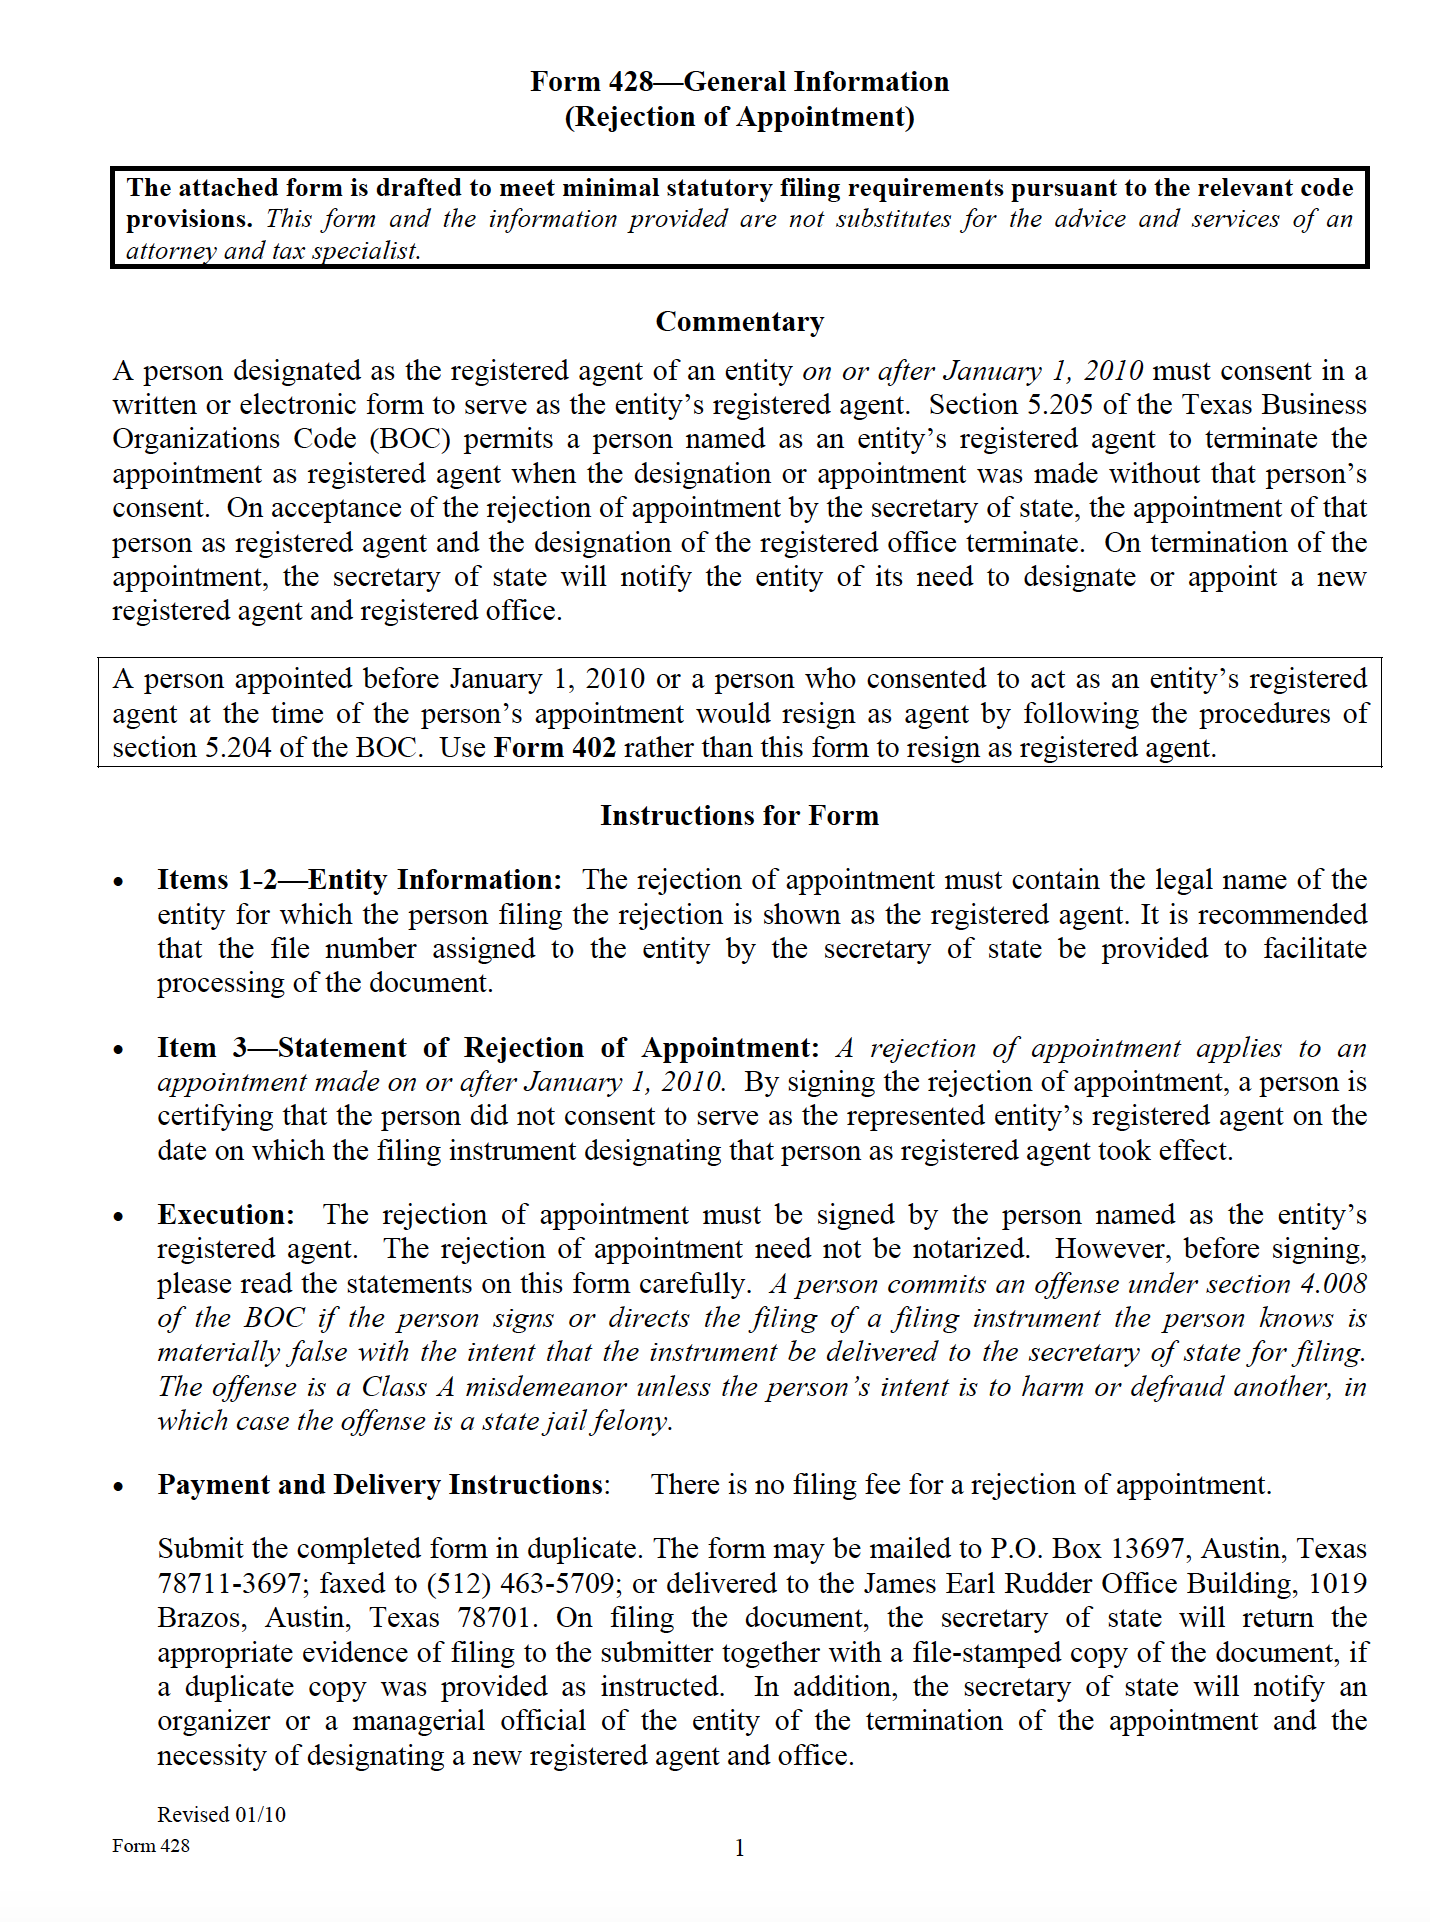 Form 428—General Information
(Rejection of Appointment)
The attached form is drafted to meet minimal statutory filing requirements pursuant to the relevant code
provisions. This form and the information provided are not substitutes for the advice and services of an
attorney and tax specialist.
Commentary
A person designated as the registered agent of an entity on or after January 1, 2010 must consent in a
written or electronic form to serve as the entity’s registered agent.  Section 5.205 of the Texas Business
Organizations Code (BOC) permits a person named as an entity’s registered agent to terminate the
appointment as registered agent when the designation or appointment was made without that person’s
consent.  On acceptance of the rejection of appointment by the secretary of state, the appointment of that
person as registered agent and the designation of the registered office terminate.  On termination of the
appointment, the secretary of state will notify the entity of its need to designate or appoint a new
registered agent and registered office.
A person appointed before January 1, 2010 or a person who consented to act as an entity’s registered
agent at the time of the person’s appointment would resign as agent by following the procedures of
section 5.204 of the BOC.  Use Form 402 rather than this form to resign as registered agent.
Instructions for Form
• Items 1-2—Entity Information:  The rejection of appointment must contain the legal name of the
entity for which the person filing the rejection is shown as the registered agent. It is recommended
that the file number assigned to the entity by the secretary of state be provided to facilitate
processing of the document.
• Item 3—Statement of Rejection of Appointment: A rejection of appointment applies to an
appointment made on or after January 1, 2010.  By signing the rejection of appointment, a person is
certifying that the person did not consent to serve as the represented entity’s registered agent on the
date on which the filing instrument designating that person as registered agent took effect.
• Execution:  The rejection of appointment must be signed by the person named as the entity’s
registered agent.  The rejection of appointment need not be notarized.  However, before signing,
please read the statements on this form carefully.  A person commits an offense under section 4.008
of the BOC if the person signs or directs the filing of a filing instrument the person knows is
materially false with the intent that the instrument be delivered to the secretary of state for filing.
The offense is a Class A misdemeanor unless the person’s intent is to harm or defraud another, in
which case the offense is a state jail felony.
• Payment and Delivery Instructions:  There is no filing fee for a rejection of appointment.
Submit the completed form in duplicate. The form may be mailed to P.O. Box 13697, Austin, Texas
78711-3697; faxed to (512) 463-5709; or delivered to the James Earl Rudder Office Building, 1019
Brazos, Austin, Texas 78701. On filing the document, the secretary of state will return the
appropriate evidence of filing to the submitter together with a file-stamped copy of the document, if
a duplicate copy was provided as instructed.  In addition, the secretary of state will notify an
organizer or a managerial official of the entity of the termination of the appointment and the
necessity of designating a new registered agent and office.
Revised 01/10
Form 428 1